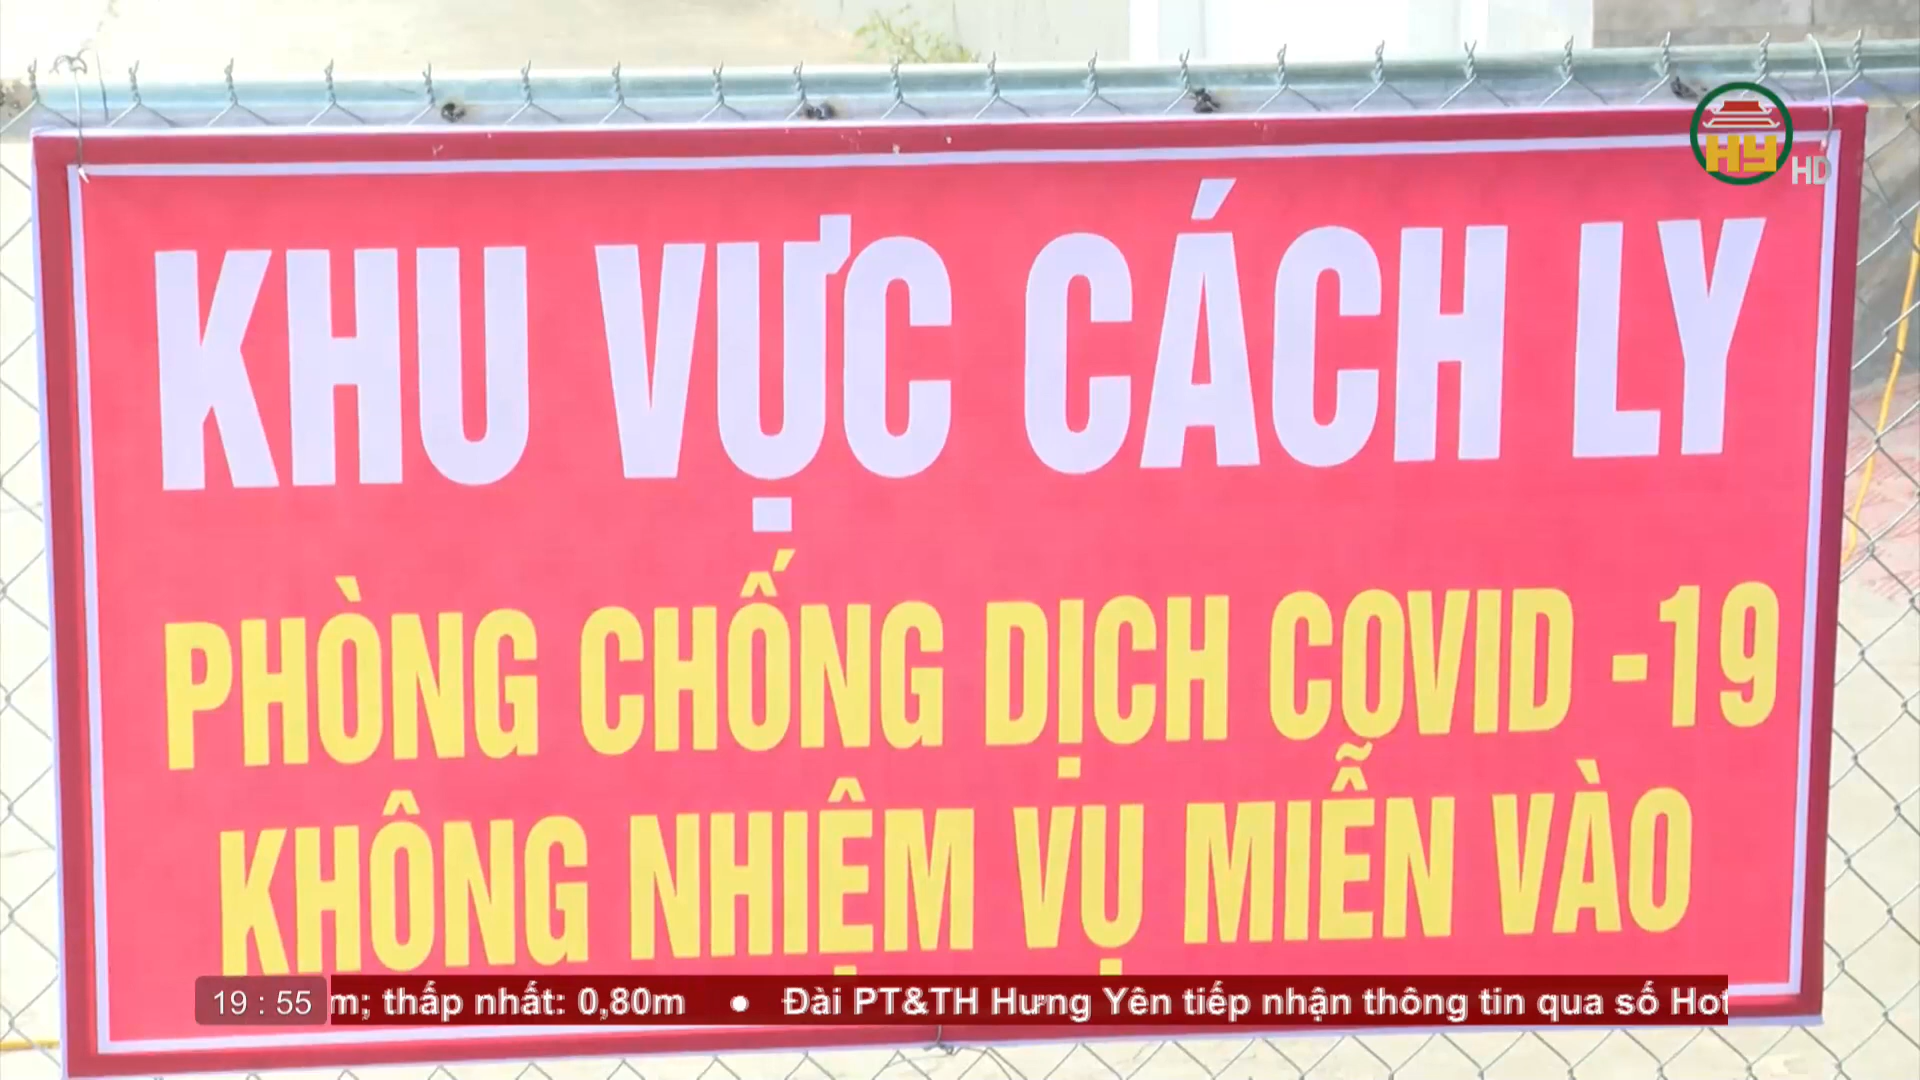 HY HD
KHU VỰC CÁCH LY
PHÒNG CHỐNG DỊCH COVID -19
KHÔNG NHIỆM VỤ MIỄN VÀO
19 : 55 m; thấp nhất: 0,80m • Đài PT&TH Hưng Yên tiếp nhận thông tin qua số Hot